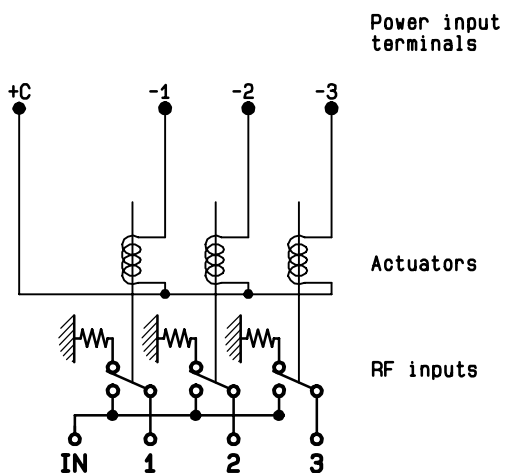 Power input
terminals
+C -1 -2 -3
Actuators
RF inputs
IN 1 2 3